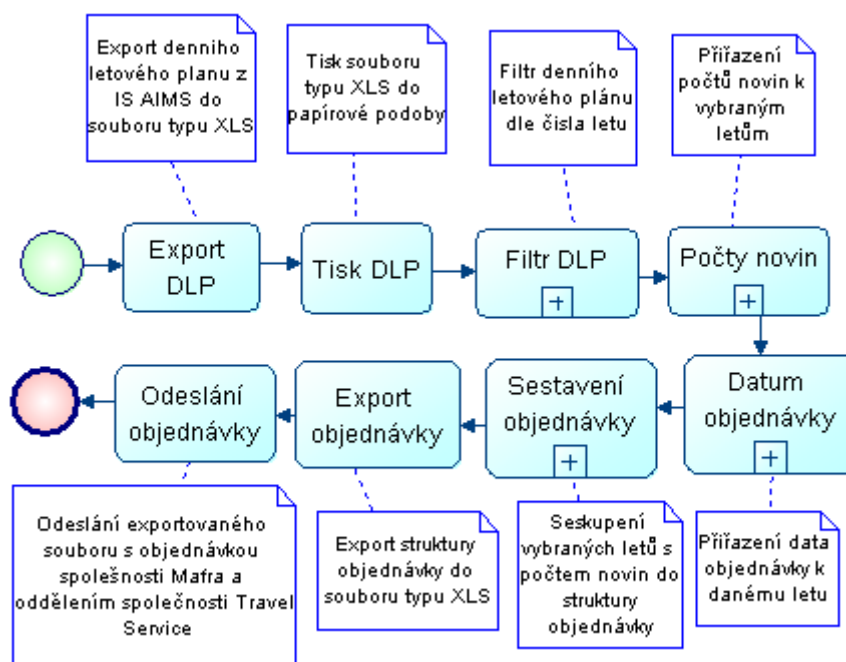 Export denniho
letového planu z
IS AIMS do
souboru typu XLS
Tisk souboru
typu XLS do
papírové podoby
Filtr denního
letového plánu
dle čisla letu
Přiřazení
počtů novin k
vybraným
letům
Export
DLP
Tisk DLP
Filtr DLP
Počty novin
Odeslání
objednávky
Export
objednávky
Sestavení
objednávky
Datum
objednávky
Odeslání exportovaného
souboru s objednávkou
spolešnosti Mafra a
oddělením společnosti Travel
Service
Export struktury
objednávky do
souboru typu XLS
Seskupení
vybraných letů s
počtem novin do
struktury
objednávky
Přiřazení data
objednávky k
danému letu